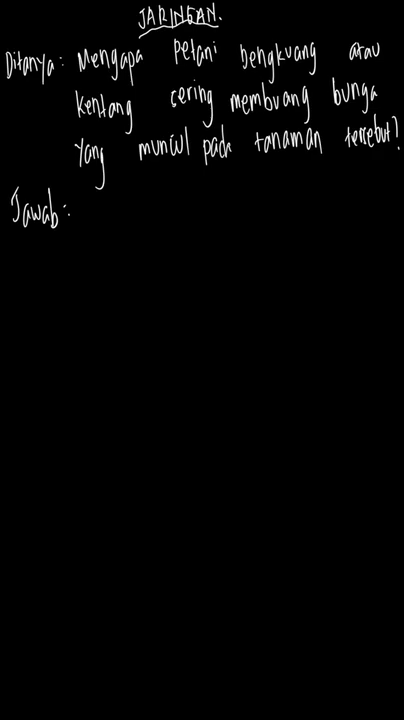 JARINGAN.
Ditanya: Mengapa petani bengkuang atau
kentang sering membuang bunga
yang muncul pada tanaman tersebut?
Jawab: